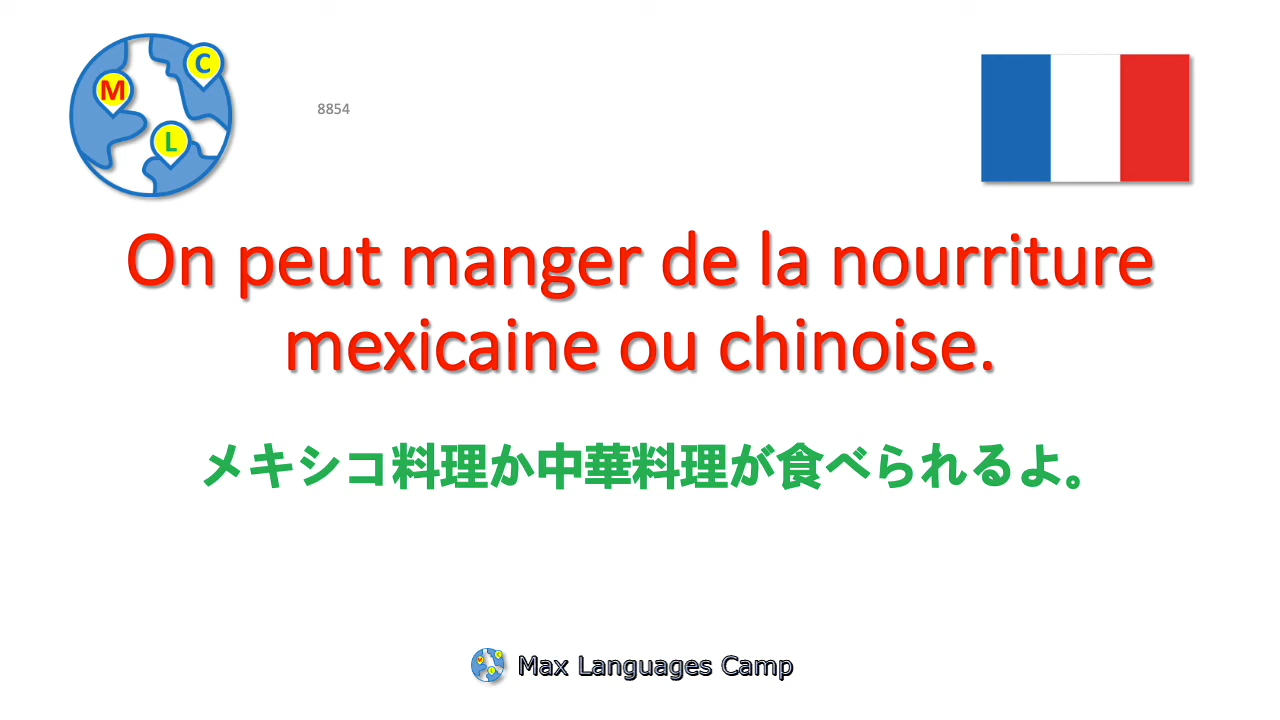 C
M
L
8854
On peut manger de la nourriture
mexicaine ou chinoise.
メキシコ料理か中華料理が食べられるよ。
Max Languages Camp